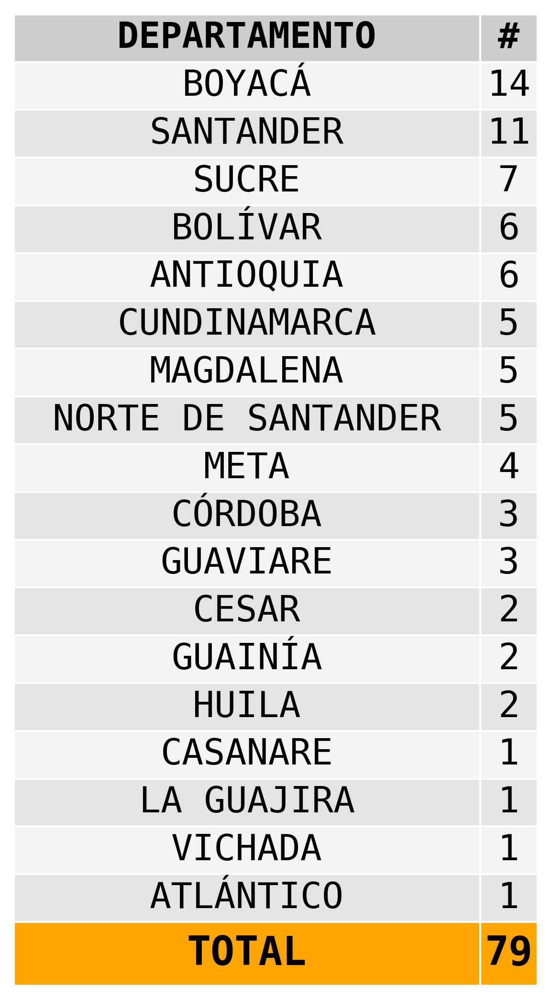 DEPARTAMENTO #
BOYACÁ 14
SANTANDER 11
SUCRE 7
BOLÍVAR 6
ANTIOQUIA 6
CUNDINAMARCA 5
MAGDALENA 5
NORTE DE SANTANDER 5
META 4
CÓRDOBA 3
GUAVIARE 3
CESAR 2
GUAINÍA 2
HUILA 2
CASANARE 1
LA GUAJIRA 1
VICHADA 1
ATLÁNTICO 1
TOTAL 79